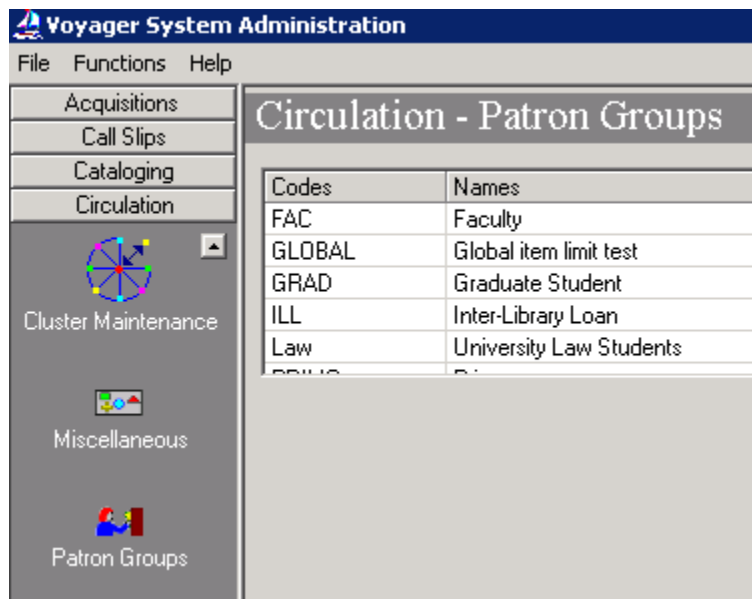 Voyager System Administration
File Functions Help
Acquisitions
Call Slips
Cataloging
Circulation
Cluster Maintenance
Miscellaneous
Patron Groups
Circulation - Patron Groups
Codes Names
FAC Faculty
GLOBAL Global item limit test
GRAD Graduate Student
ILL Inter-Library Loan
Law University Law Students